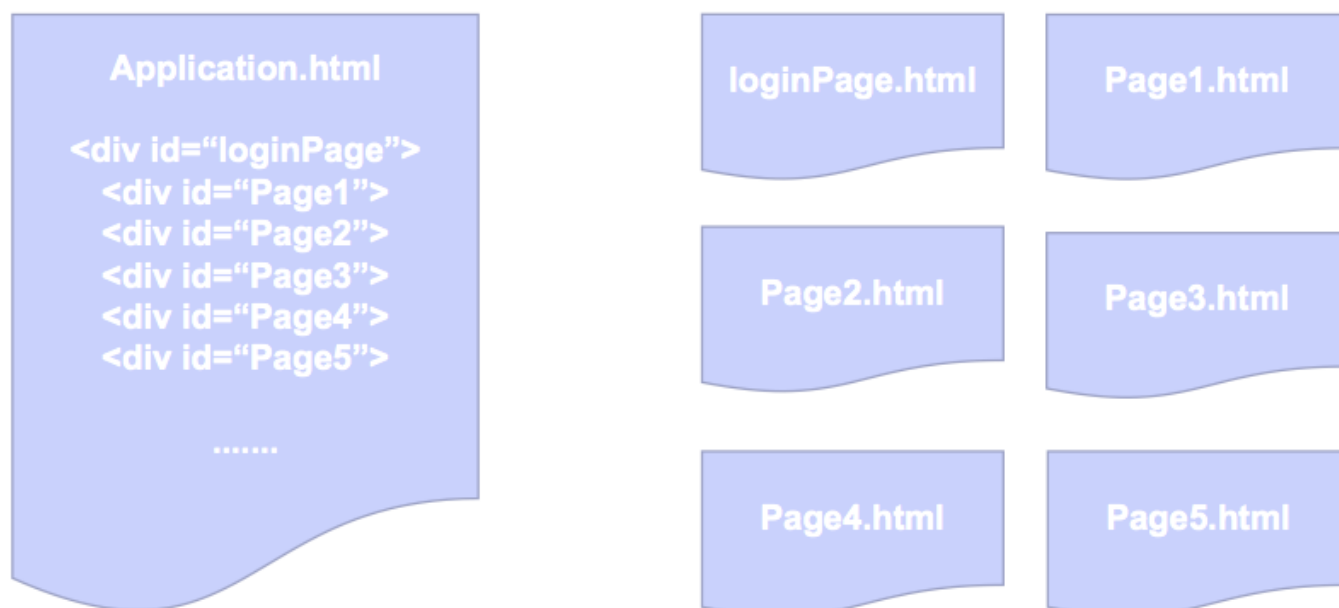 Application.html
<div id=“loginPage”>
<div id=“Page1”>
<div id=“Page2”>
<div id=“Page3”>
<div id=“Page4”>
<div id=“Page5”>
.......
loginPage.html
Page1.html
Page2.html
Page3.html
Page4.html
Page5.html